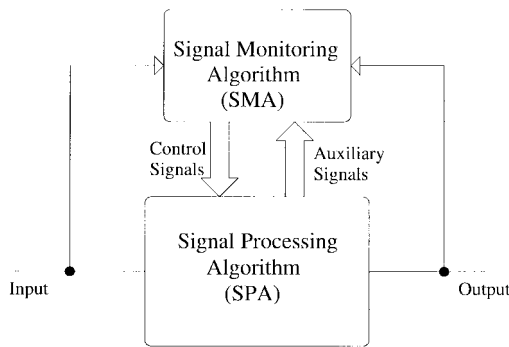 Signal Monitoring
Algorithm
(SMA)
Control
Signals
Auxiliary
Signals
Signal Processing
Algorithm
(SPA)
Input
Output